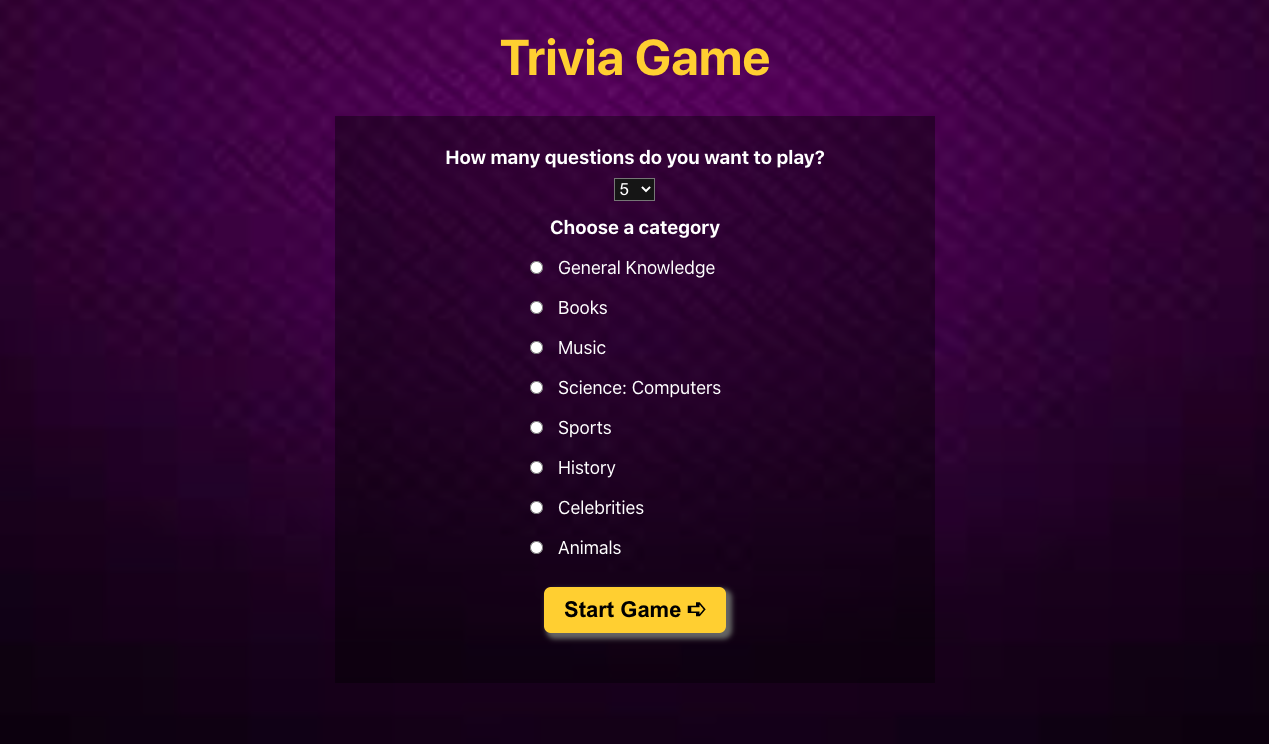 Trivia Game
How many questions do you want to play?
5
Choose a category
General Knowledge
Books
Music
Science: Computers
Sports
History
Celebrities
Animals
Start Game ➪